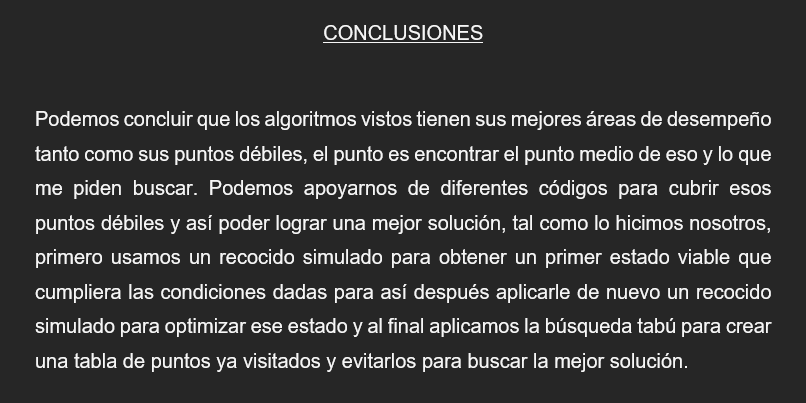 CONCLUSIONES
Podemos concluir que los algoritmos vistos tienen sus mejores áreas de desempeño
tanto como sus puntos débiles, el punto es encontrar el punto medio de eso y lo que
me piden buscar. Podemos apoyarnos de diferentes códigos para cubrir esos
puntos débiles y así poder lograr una mejor solución, tal como lo hicimos nosotros,
primero usamos un recocido simulado para obtener un primer estado viable que
cumpliera las condiciones dadas para así después aplicarle de nuevo un recocido
simulado para optimizar ese estado y al final aplicamos la búsqueda tabú para crear
una tabla de puntos ya visitados y evitarlos para buscar la mejor solución.